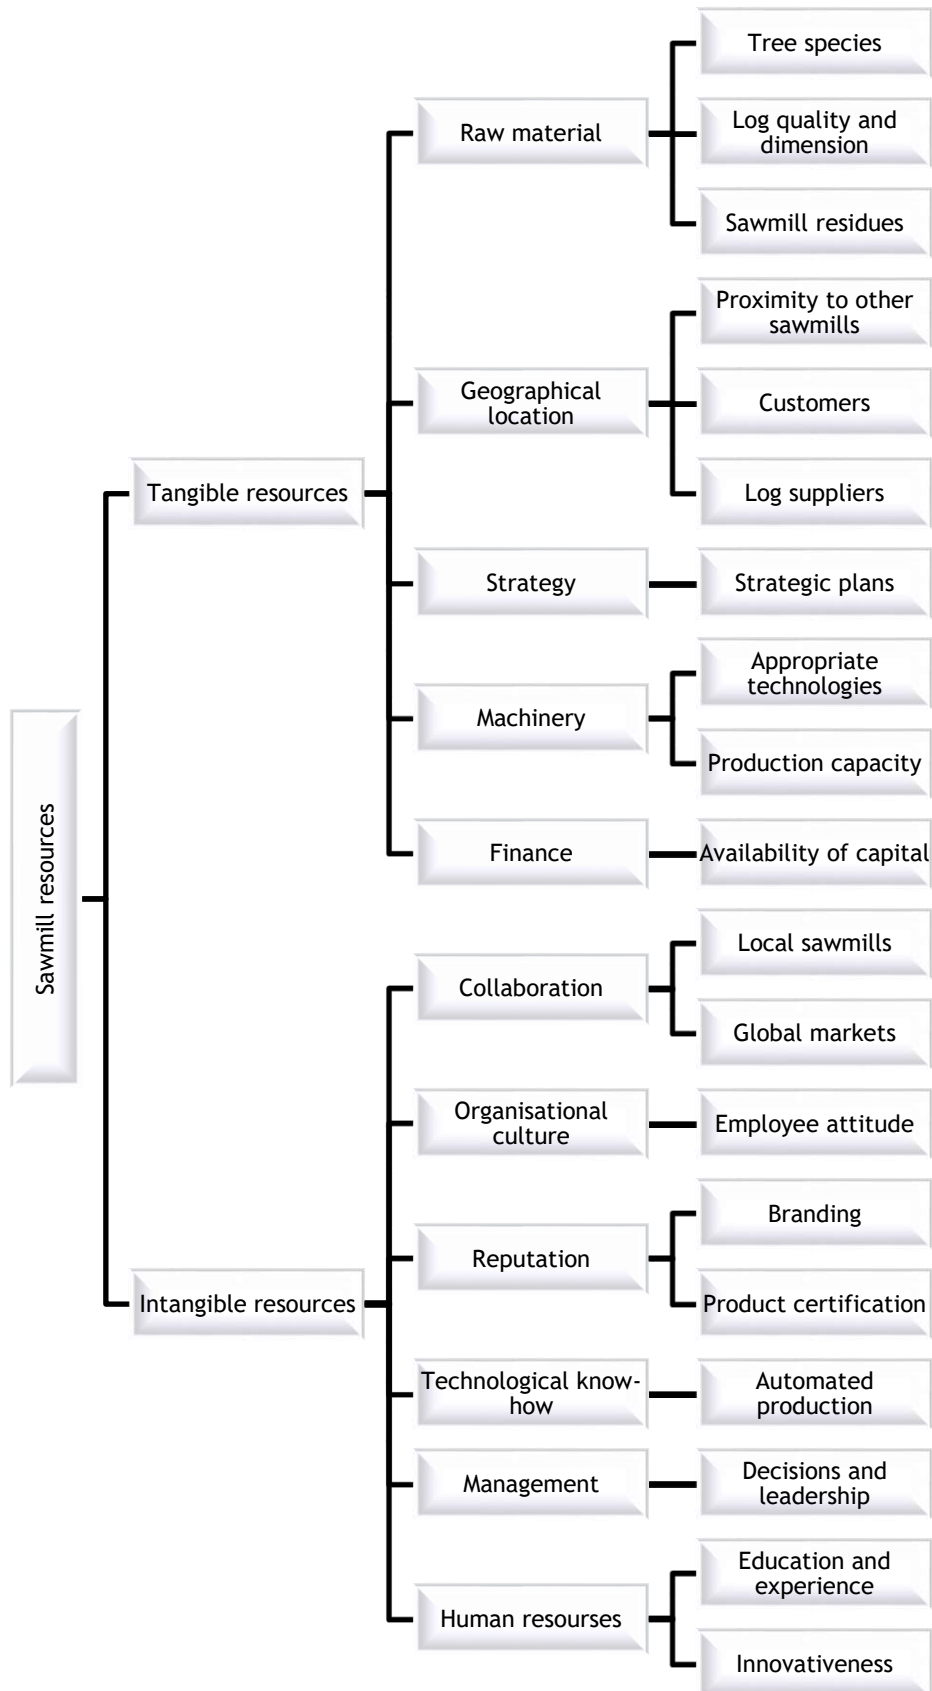 Sawmill resources
Tangible resources
Raw material
Tree species
Log quality and
dimension
Sawmill residues
Geographical
location
Proximity to other
sawmills
Customers
Log suppliers
Strategy
Strategic plans
Machinery
Appropriate
technologies
Production capacity
Finance
Availability of capital
Intangible resources
Collaboration
Local sawmills
Global markets
Organisational
culture
Employee attitude
Reputation
Branding
Product certification
Technological know-
how
Automated
production
Management
Decisions and
leadership
Human resourses
Education and
experience
Innovativeness